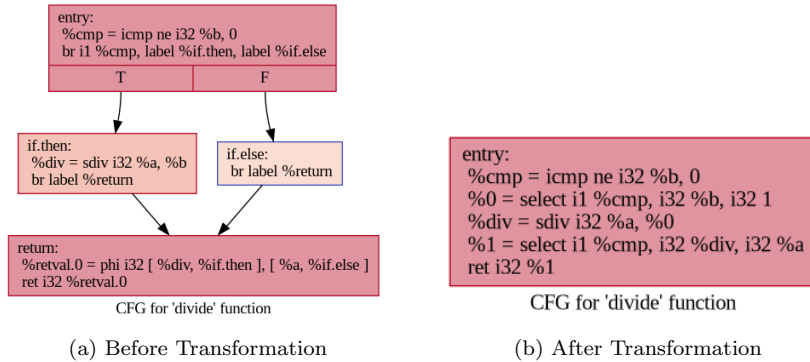 entry:
%cmp = icmp ne i32 %b, 0
br i1 %cmp, label %if.then, label %if.else
T
F
if.then:
%div = sdiv i32 %a, %b
br label %return
if.else:
br label %return
return:
%retval.0 = phi i32 [ %div, %if.then ], [ %a, %if.else ]
ret i32 %retval.0
CFG for 'divide' function
(a) Before Transformation
entry:
%cmp = icmp ne i32 %b, 0
%0 = select i1 %cmp, i32 %b, i32 1
%div = sdiv i32 %a, %0
%1 = select i1 %cmp, i32 %div, i32 %a
ret i32 %1
CFG for 'divide' function
(b) After Transformation